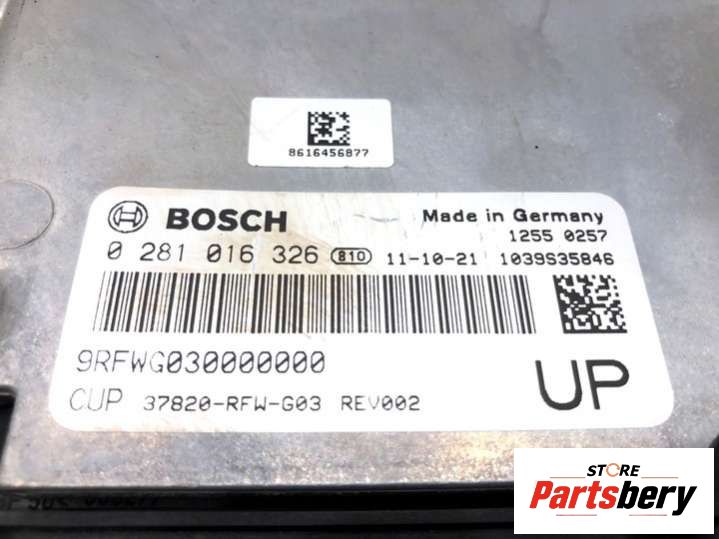 8616456877
BOSCH Made in Germany
1255 0257
0 281 016 326 810 11-10-21 1039S35846
9RFWG030000000
CUP 37820-RFW-G03 REV002
UP
STORE
Partsbery